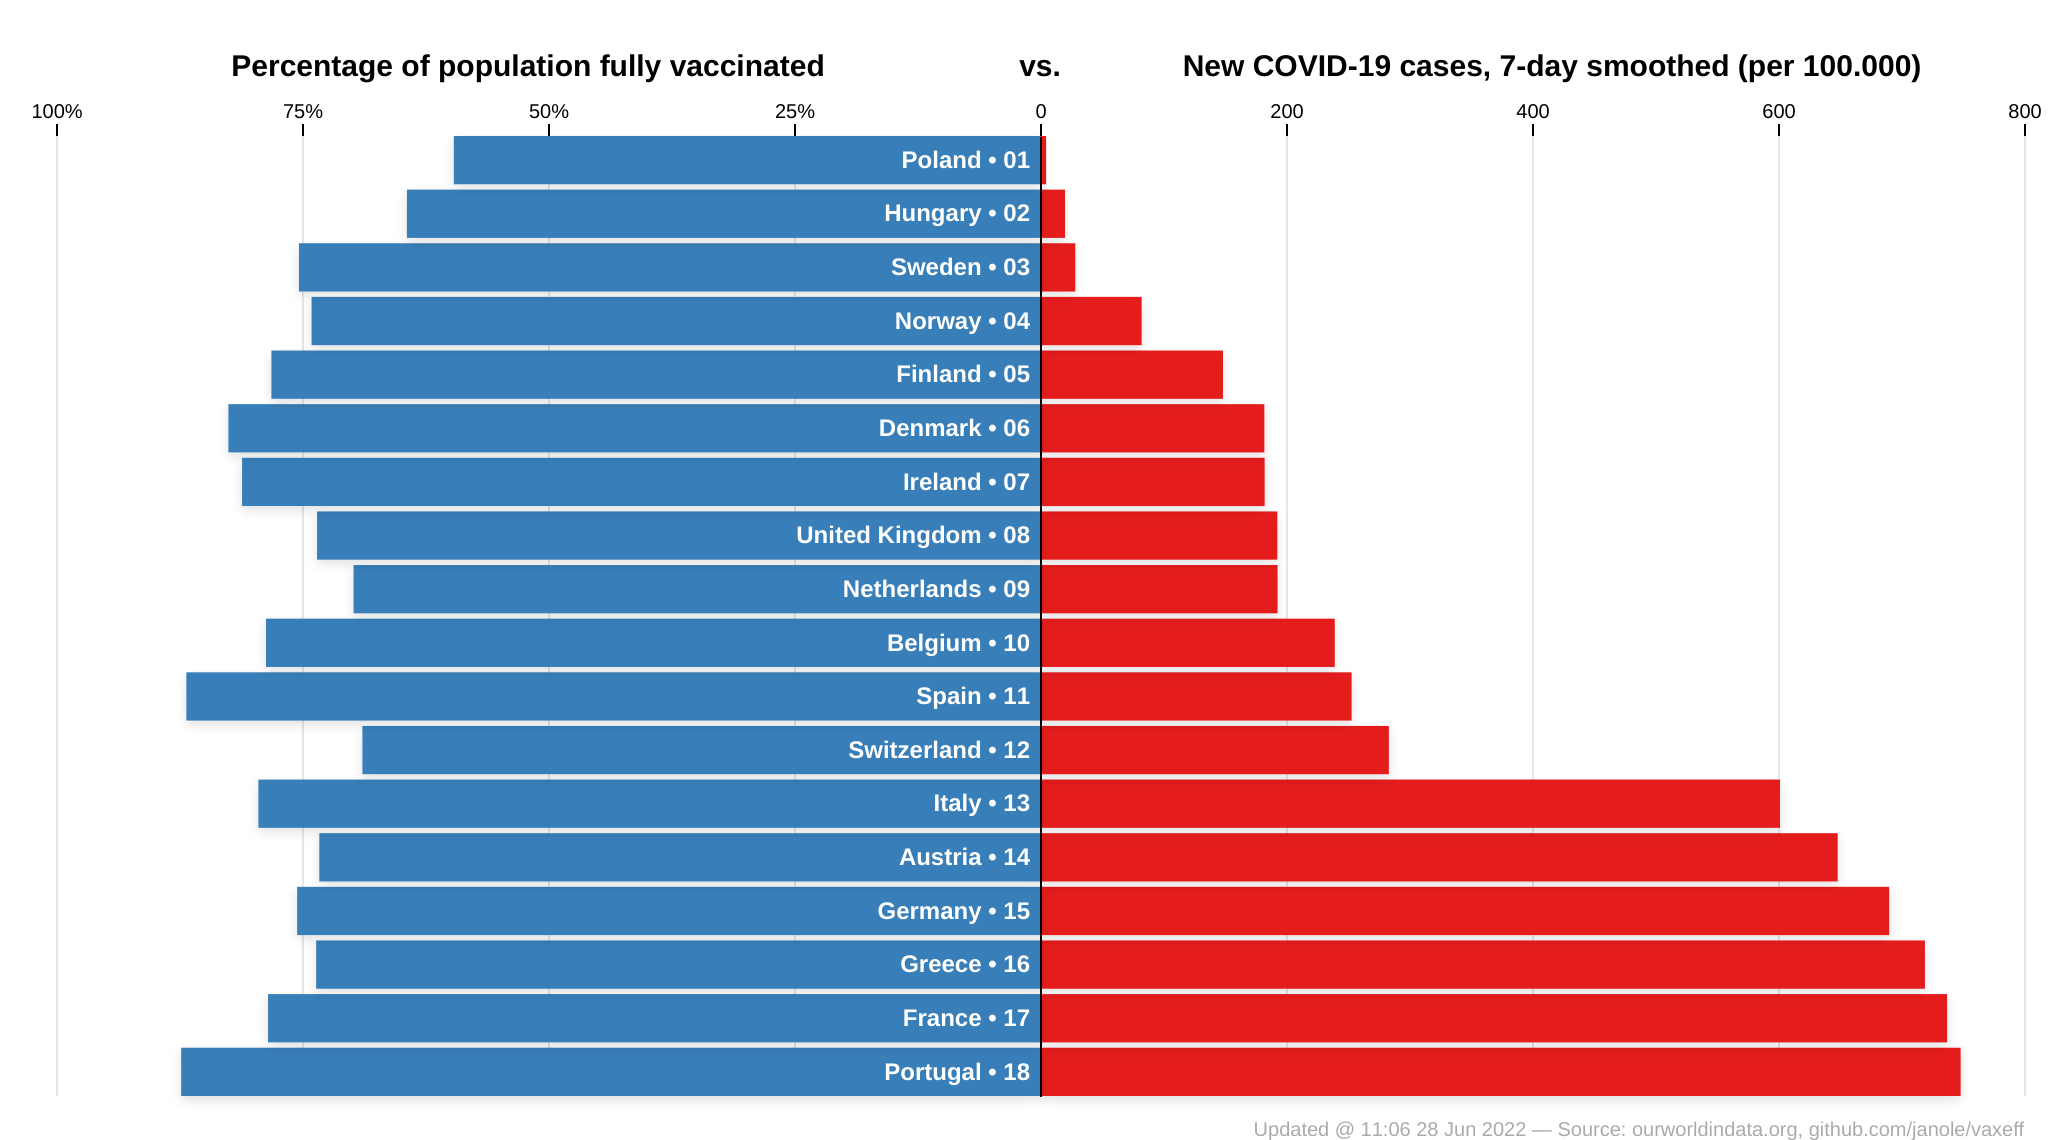 Percentage of population fully vaccinated vs. New COVID-19 cases, 7-day smoothed (per 100.000)
100% 75% 50% 25% 0 200 400 600 800
Poland • 01
Hungary • 02
Sweden • 03
Norway • 04
Finland • 05
Denmark • 06
Ireland • 07
United Kingdom • 08
Netherlands • 09
Belgium • 10
Spain • 11
Switzerland • 12
Italy • 13
Austria • 14
Germany • 15
Greece • 16
France • 17
Portugal • 18
Updated @ 11:06 28 Jun 2022 — Source: ourworldindata.org, github.com/janole/vaxeff